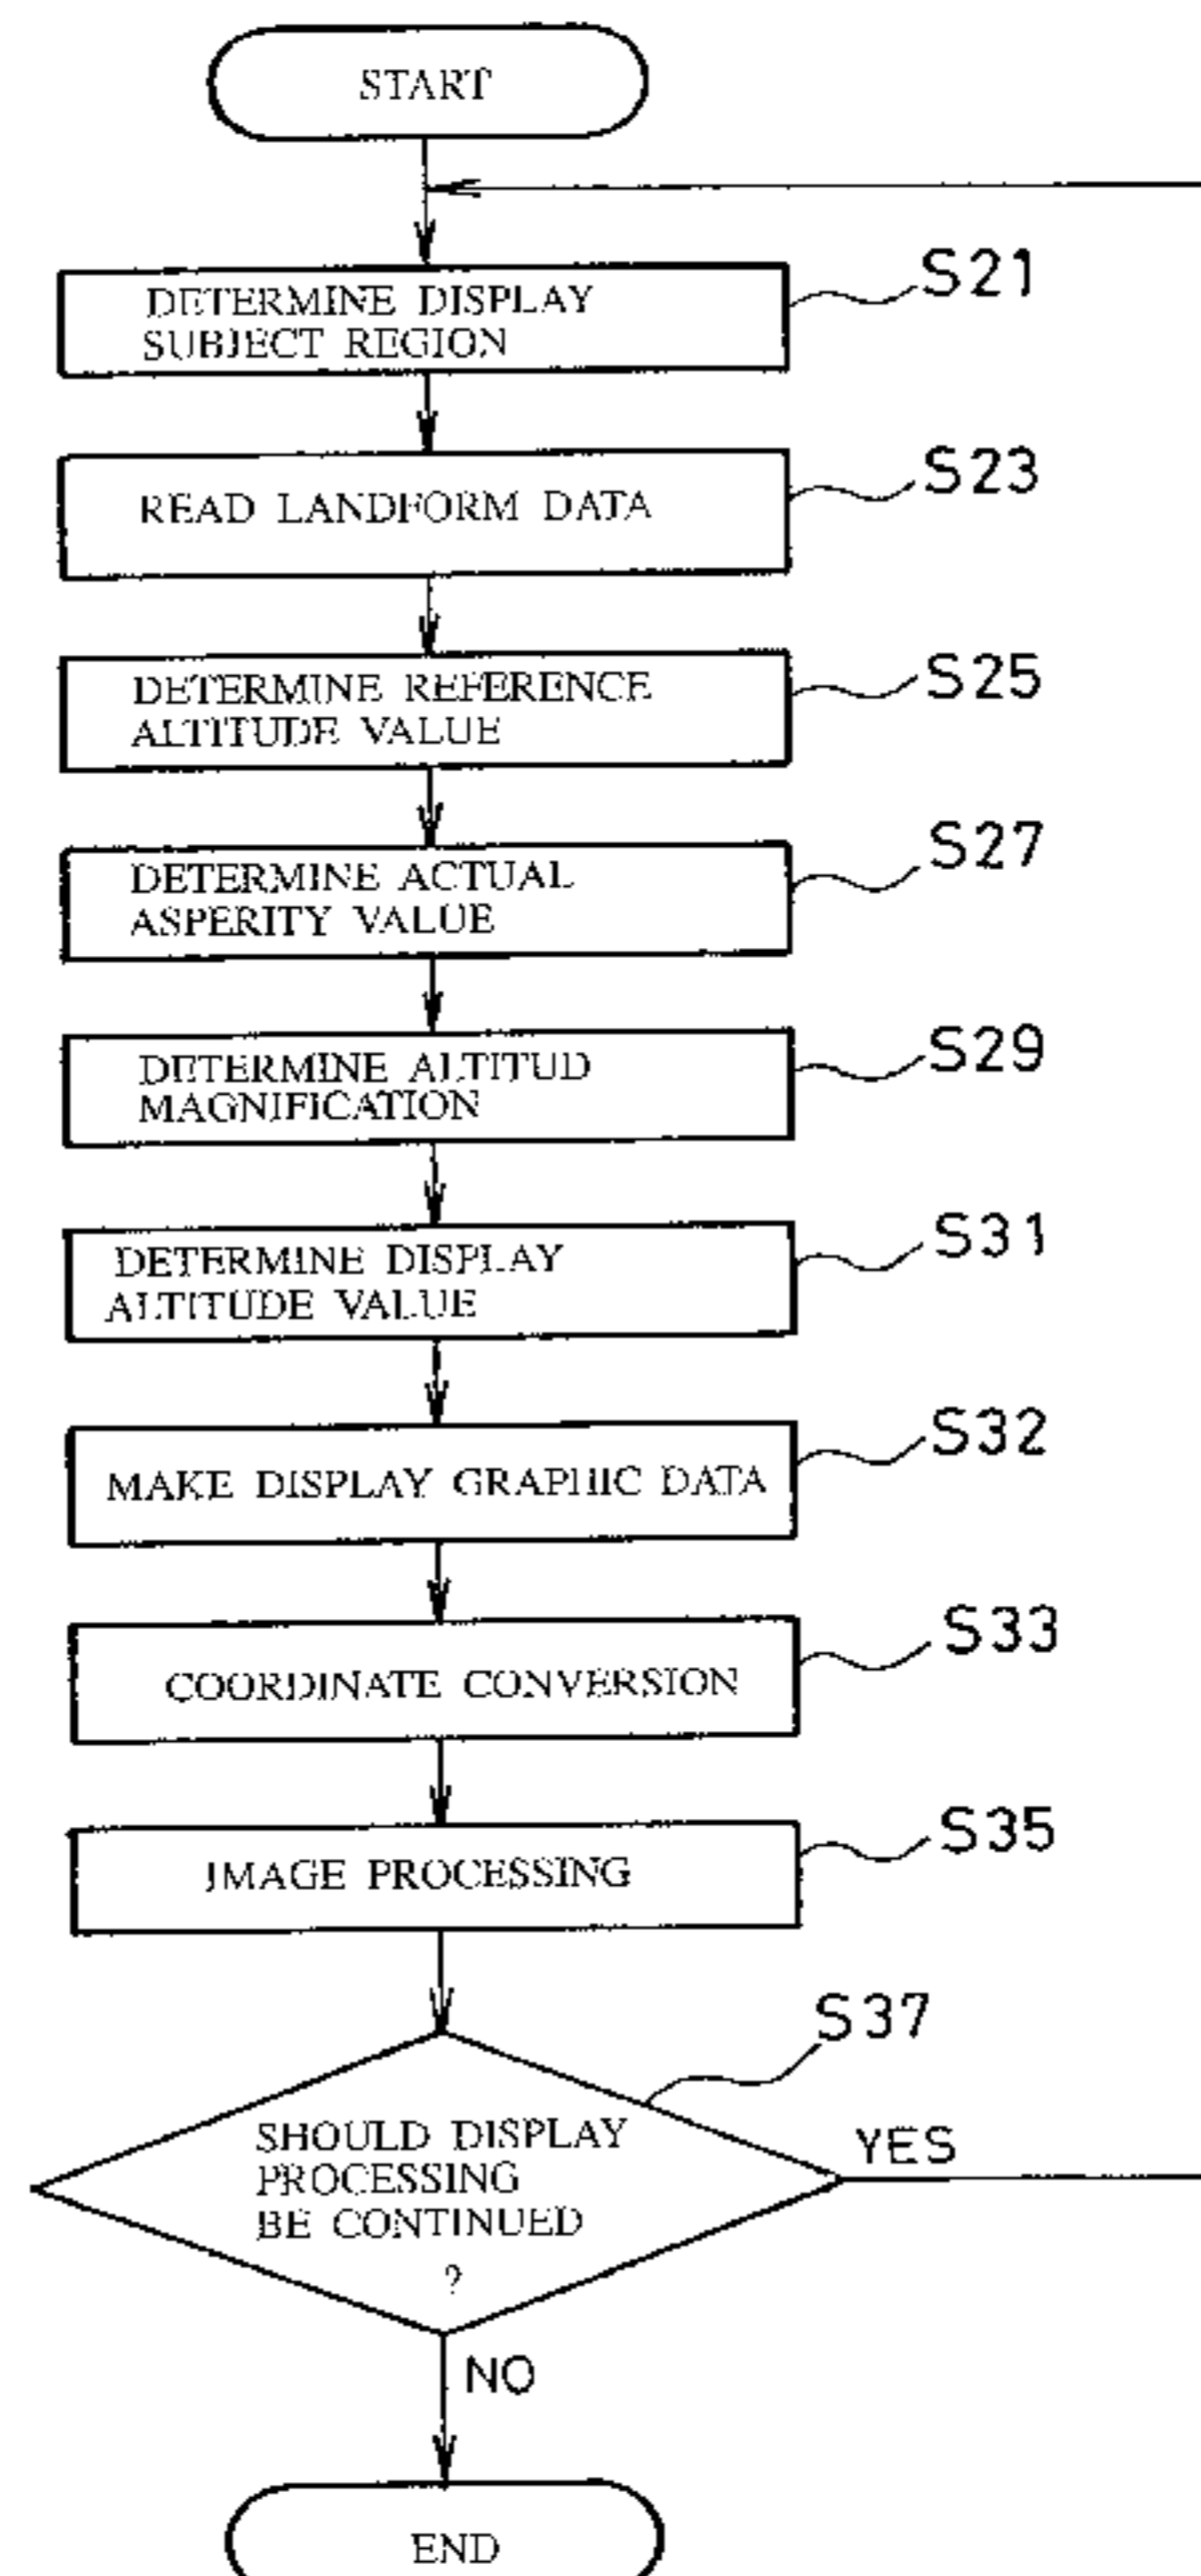 START
S21
DETERMINE DISPLAY
SUBJECT REGION
S23
READ LANDFORM DATA
S25
DETERMINE REFERENCE
ALTITUDE VALUE
S27
DETERMINE ACTUAL
ASPERITY VALUE
S29
DETERMINE ALTITUD
MAGNIFICATION
S31
DETERMINE DISPLAY
ALTITUDE VALUE
S32
MAKE DISPLAY GRAPHIC DATA
S33
COORDINATE CONVERSION
S35
IMAGE PROCESSING
S37
SHOULD DISPLAY
PROCESSING
BE CONTINUED
?
YES
NO
END